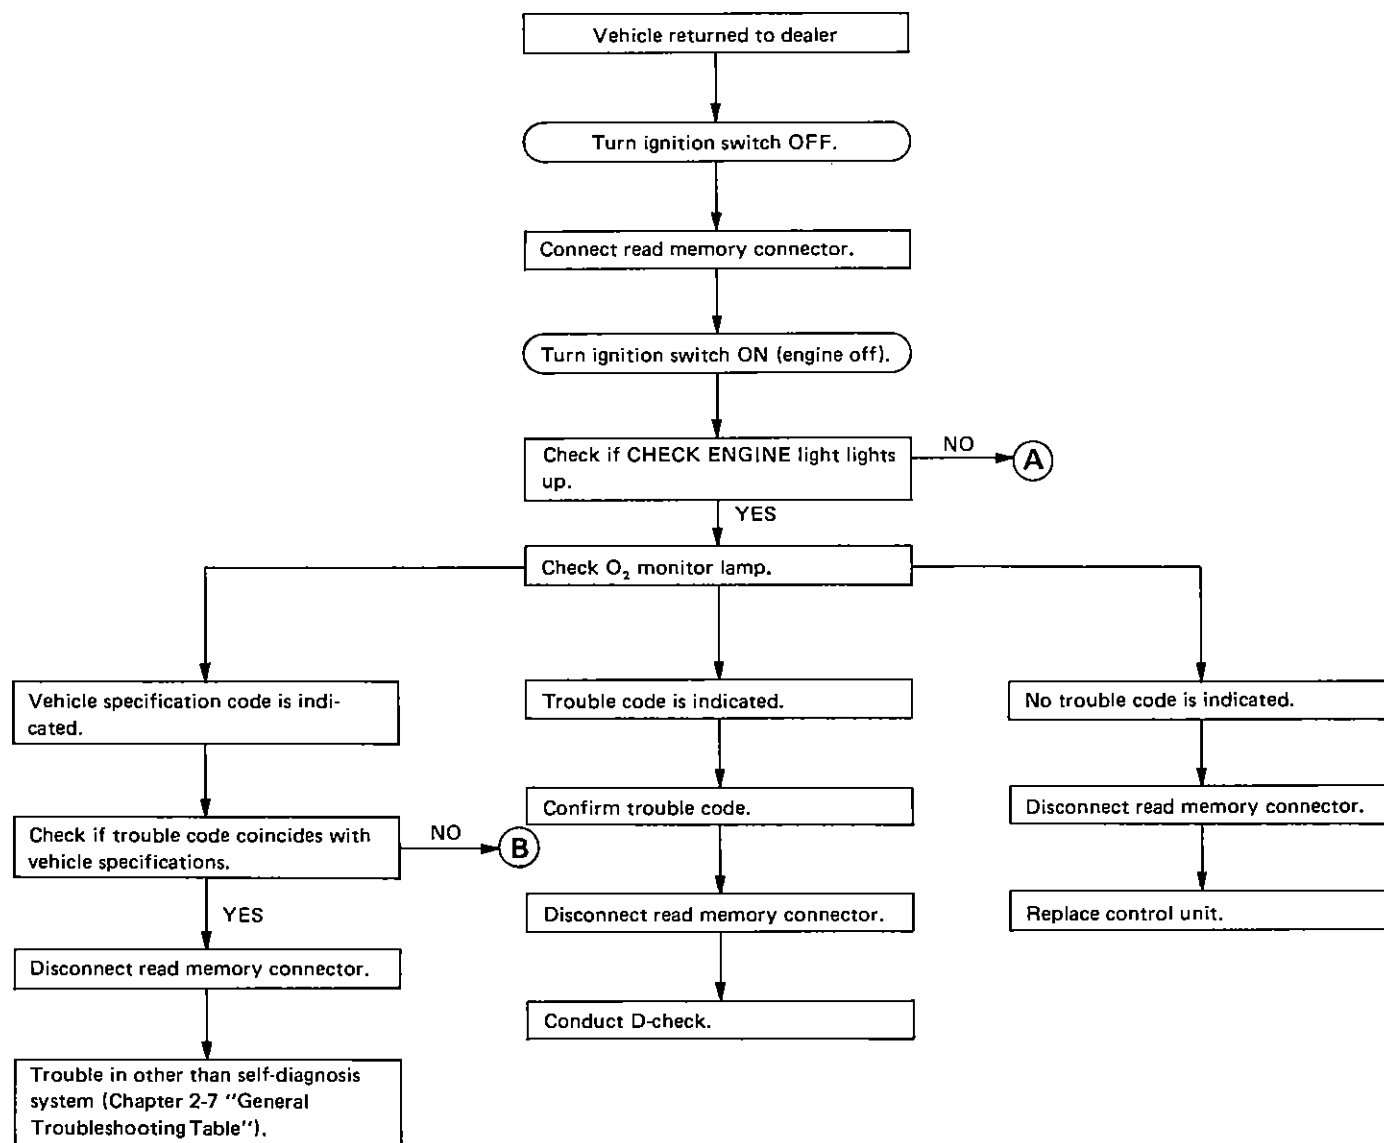 Vehicle returned to dealer
Turn ignition switch OFF.
Connect read memory connector.
Turn ignition switch ON (engine off).
Check if CHECK ENGINE light lights
up.
NO
A
YES
Check O₂ monitor lamp.
Vehicle specification code is indi-
cated.
Check if trouble code coincides with
vehicle specifications.
NO
B
YES
Disconnect read memory connector.
Trouble in other than self-diagnosis
system (Chapter 2-7 "General
Troubleshooting Table").
Trouble code is indicated.
Confirm trouble code.
Disconnect read memory connector.
Conduct D-check.
No trouble code is indicated.
Disconnect read memory connector.
Replace control unit.